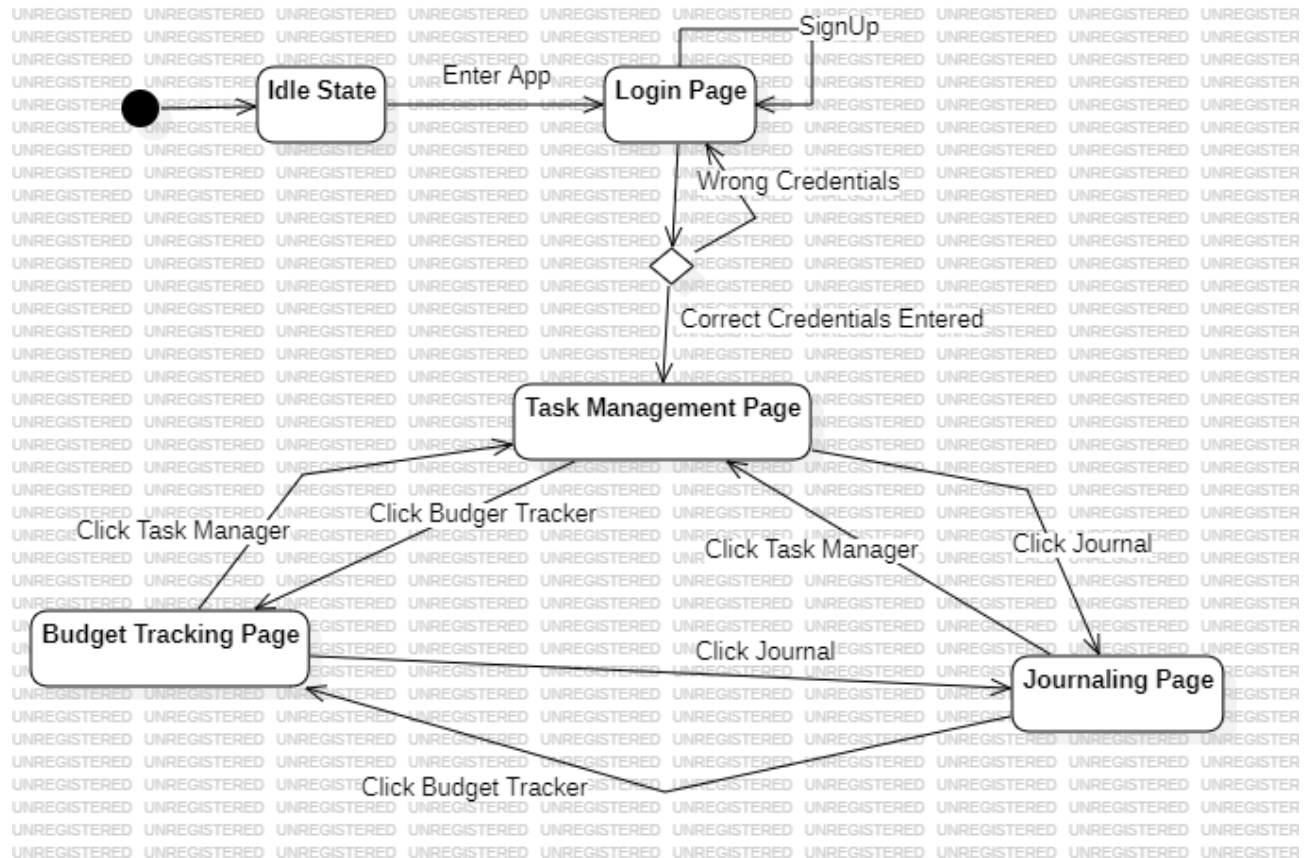 SignUp
Enter App
Idle State
Login Page
Wrong Credentials
Correct Credentials Entered
Task Management Page
Click Budger Tracker
Click Task Manager
Click Journal
Click Task Manager
Budget Tracking Page
Click Journal
Journaling Page
Click Budget Tracker
UNREGISTERED